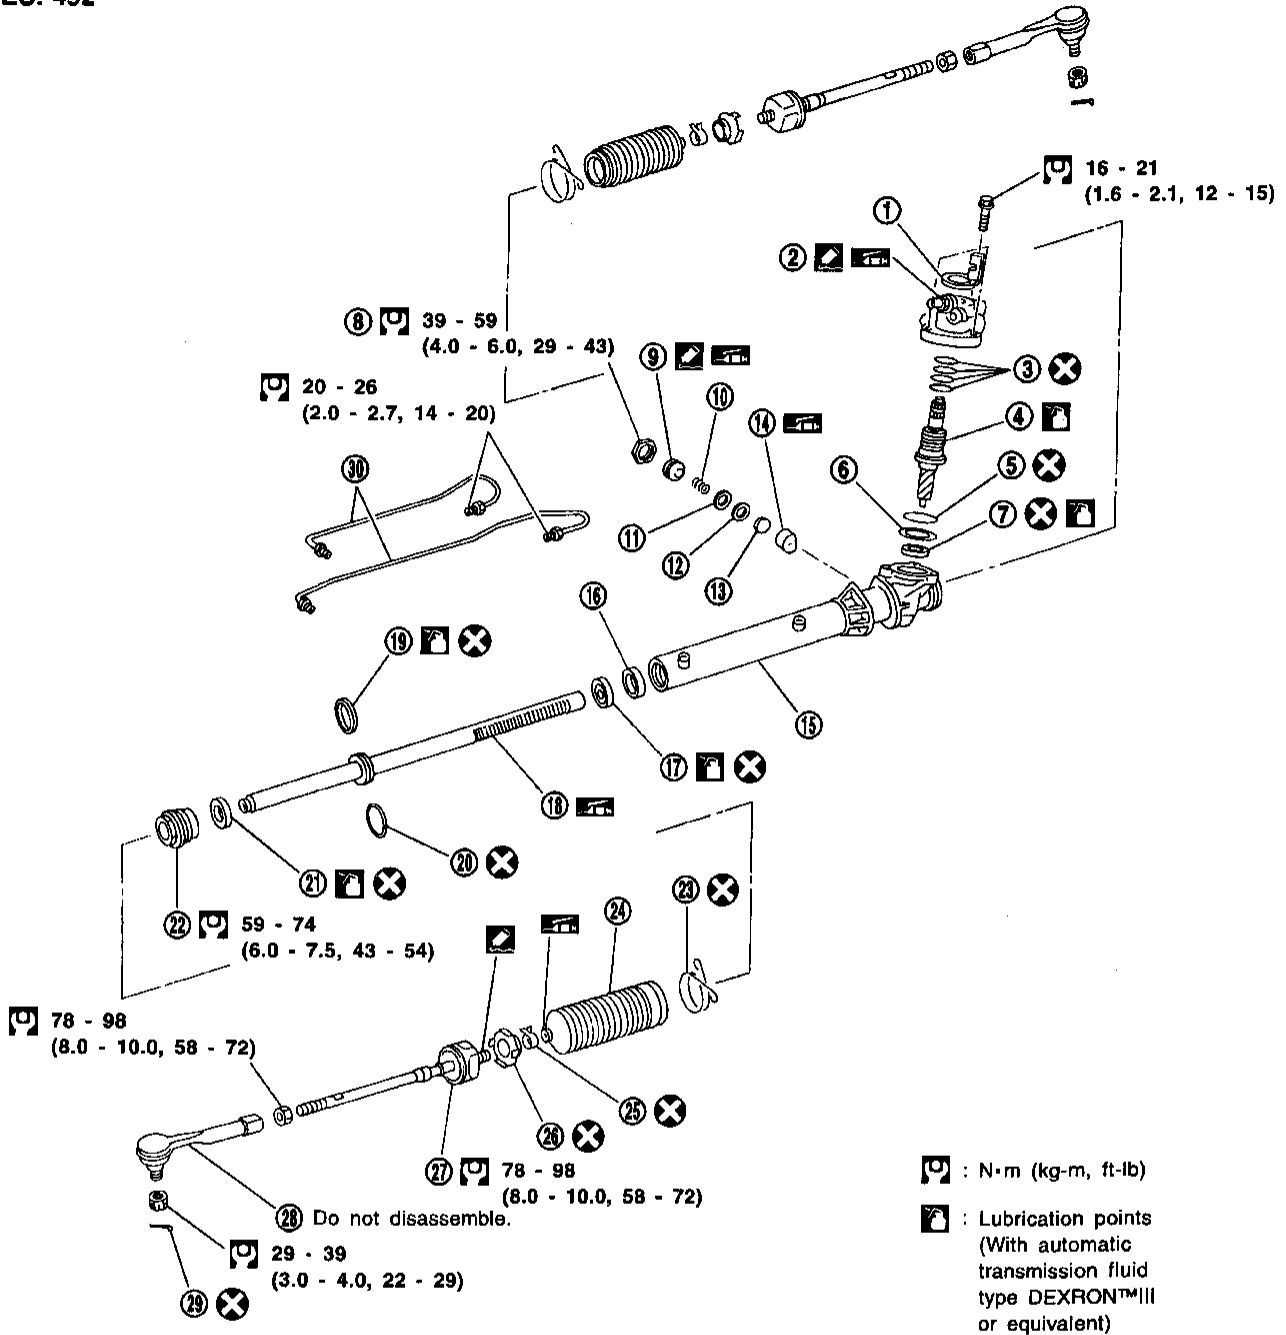 16 - 21
(1.6 - 2.1, 12 - 15)
1
2
8 39 - 59
(4.0 - 6.0, 29 - 43)
9
3
20 - 26
(2.0 - 2.7, 14 - 20)
10
14
4
30
6
5
7
11
12
13
16
19
15
17
18
20
21
23
24
22 59 - 74
(6.0 - 7.5, 43 - 54)
78 - 98
(8.0 - 10.0, 58 - 72)
25
26
27 78 - 98
(8.0 - 10.0, 58 - 72)
: N•m (kg-m, ft-lb)
28 Do not disassemble.
: Lubrication points
(With automatic
transmission fluid
type DEXRON™III
or equivalent)
29 - 39
(3.0 - 4.0, 22 - 29)
29